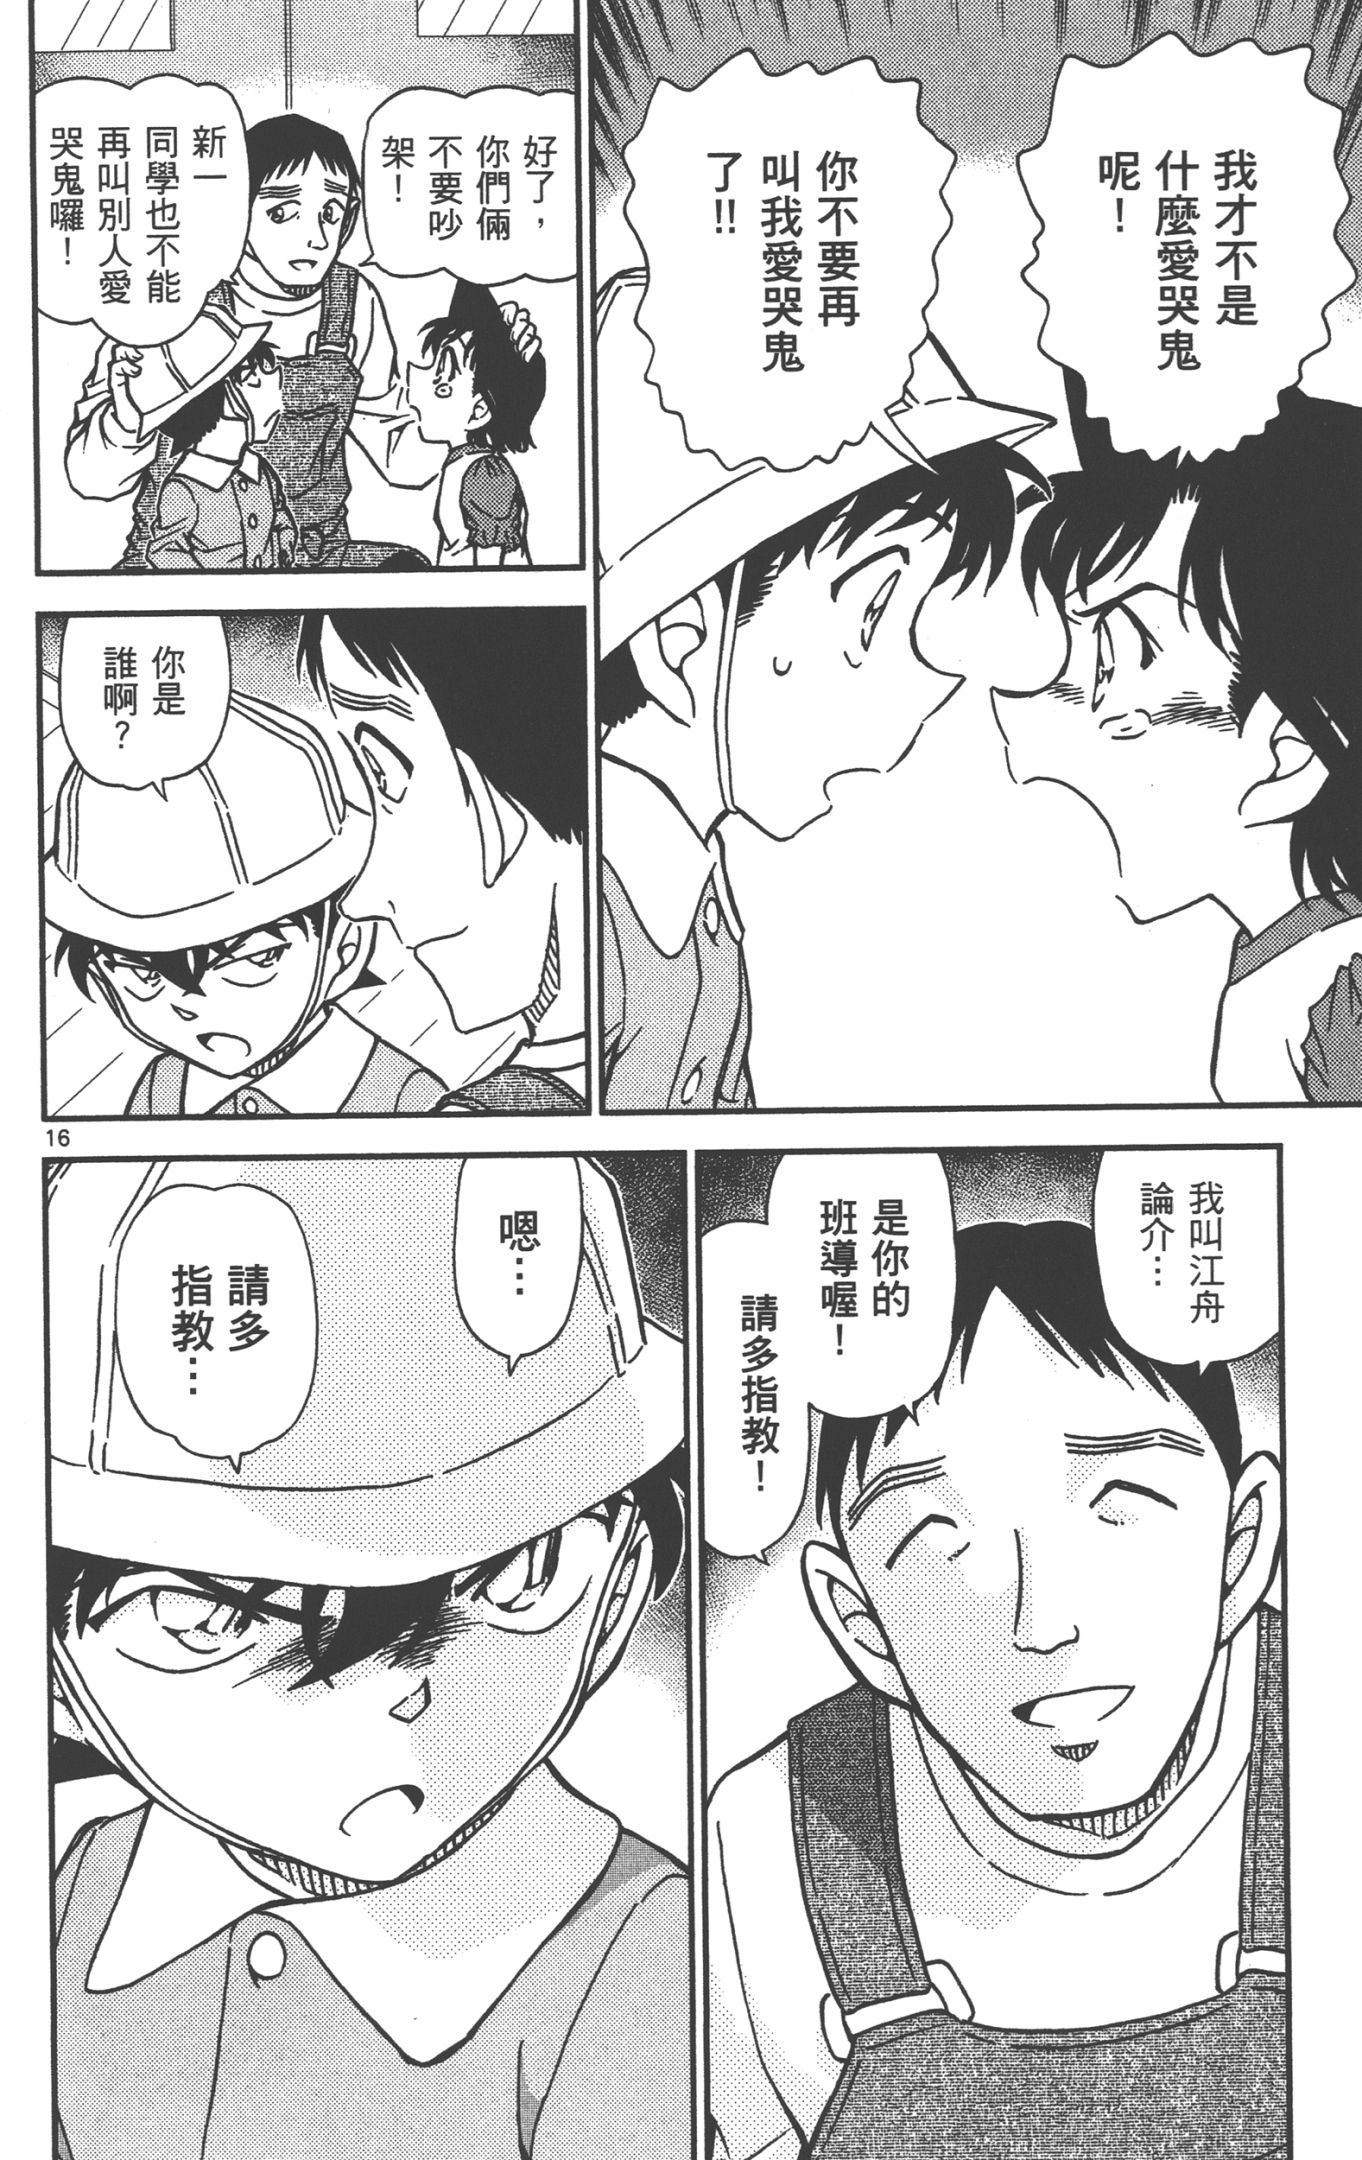 我才不是
什麼愛哭鬼
呢！
你不要再
叫我愛哭鬼
了!!
好了，
你們倆
不要吵
架！
新一
同學也不能
再叫別人愛
哭鬼囉！
你是
誰啊？
16
我叫江舟
論介…
是你的
班導喔！
請多指教！
嗯…
請多
指教…